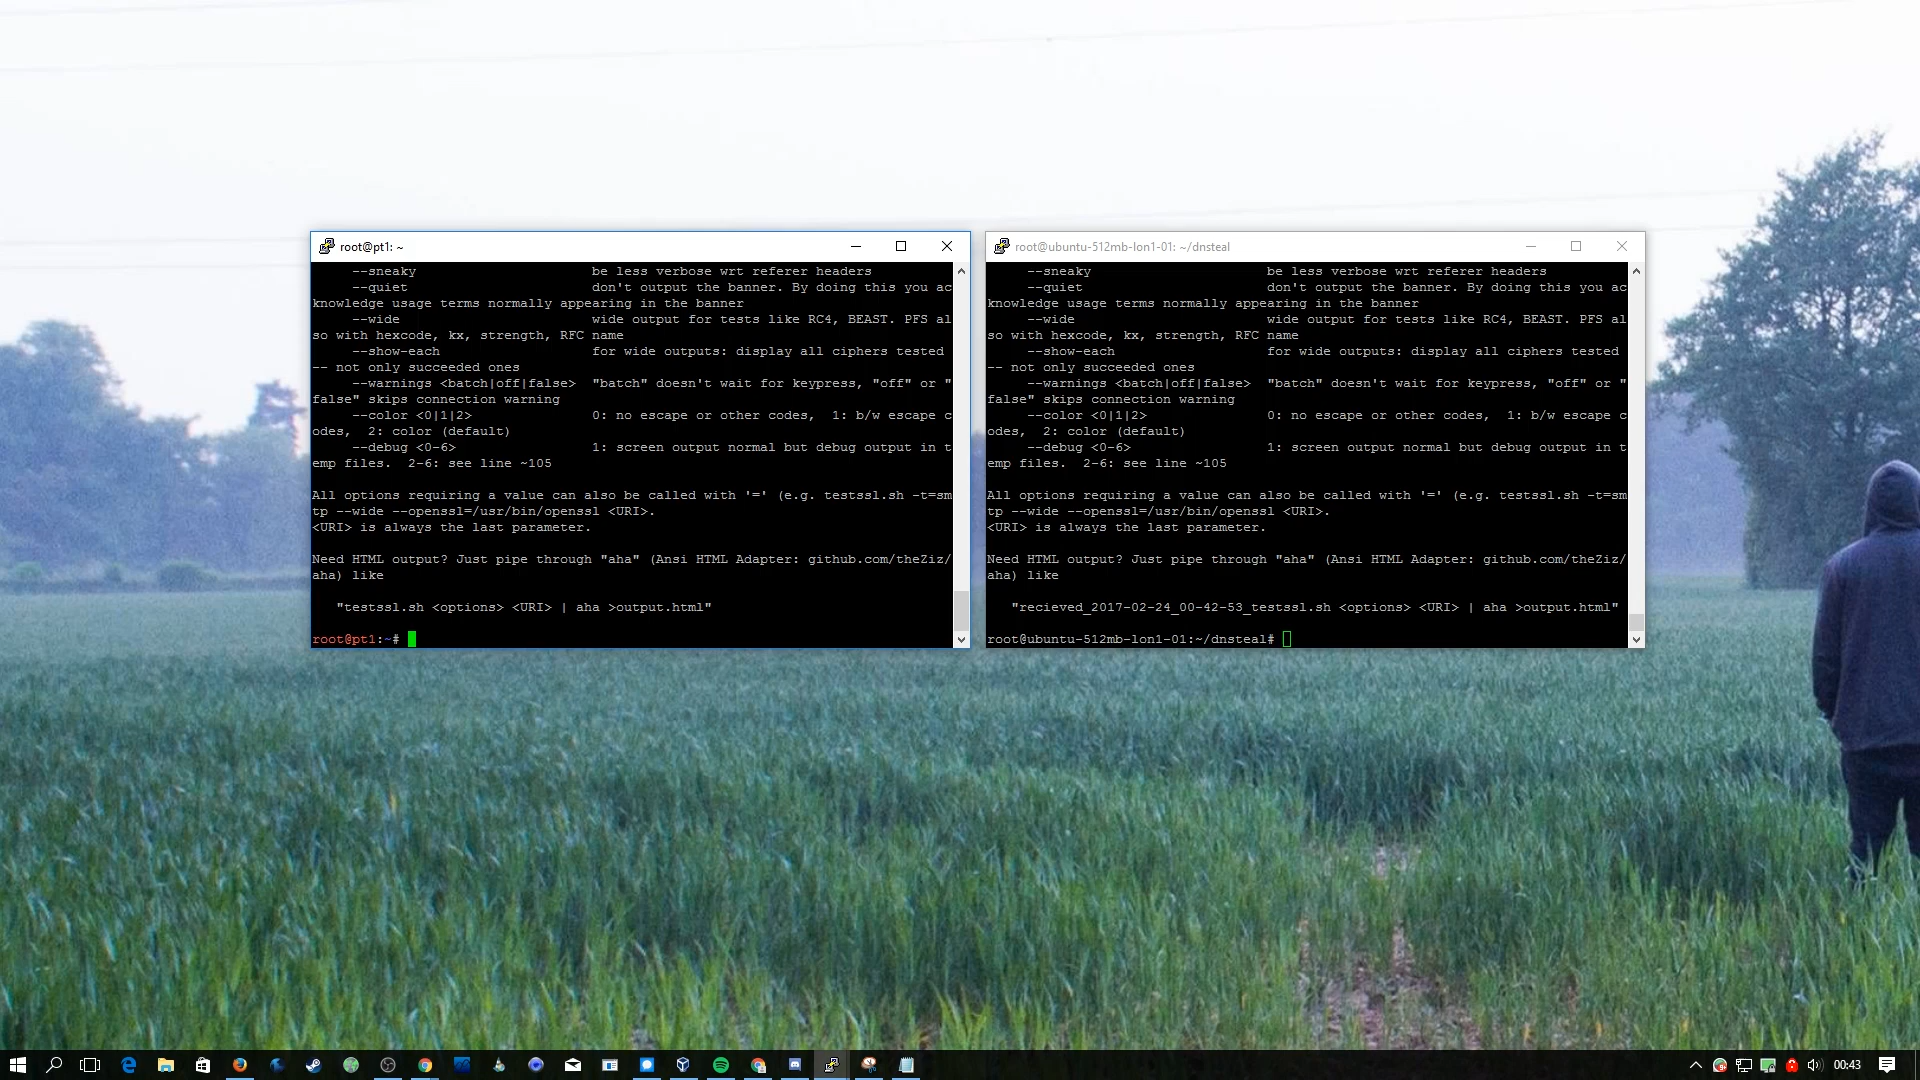 root@pt1: ~
--sneaky be less verbose wrt referer headers
--quiet don't output the banner. By doing this you ac
knowledge usage terms normally appearing in the banner
--wide wide output for tests like RC4, BEAST. PFS al
so with hexcode, kx, strength, RFC name
--show-each for wide outputs: display all ciphers tested
-- not only succeeded ones
--warnings <batch|off|false> "batch" doesn't wait for keypress, "off" or "
false" skips connection warning
--color <0|1|2> 0: no escape or other codes, 1: b/w escape c
odes, 2: color (default)
--debug <0-6> 1: screen output normal but debug output in t
emp files. 2-6: see line ~105
All options requiring a value can also be called with '=' (e.g. testssl.sh -t=sm
tp --wide --openssl=/usr/bin/openssl <URI>.
<URI> is always the last parameter.
Need HTML output? Just pipe through "aha" (Ansi HTML Adapter: github.com/theZiz/
aha) like
"testssl.sh <options> <URI> | aha >output.html"
root@pt1:~#
root@ubuntu-512mb-lon1-01: ~/dnsteal
--sneaky be less verbose wrt referer headers
--quiet don't output the banner. By doing this you ac
knowledge usage terms normally appearing in the banner
--wide wide output for tests like RC4, BEAST. PFS al
so with hexcode, kx, strength, RFC name
--show-each for wide outputs: display all ciphers tested
-- not only succeeded ones
--warnings <batch|off|false> "batch" doesn't wait for keypress, "off" or "
false" skips connection warning
--color <0|1|2> 0: no escape or other codes, 1: b/w escape c
odes, 2: color (default)
--debug <0-6> 1: screen output normal but debug output in t
emp files. 2-6: see line ~105
All options requiring a value can also be called with '=' (e.g. testssl.sh -t=sm
tp --wide --openssl=/usr/bin/openssl <URI>.
<URI> is always the last parameter.
Need HTML output? Just pipe through "aha" (Ansi HTML Adapter: github.com/theZiz/
aha) like
"recieved_2017-02-24_00-42-53_testssl.sh <options> <URI> | aha >output.html"
root@ubuntu-512mb-lon1-01:~/dnsteal#
00:43